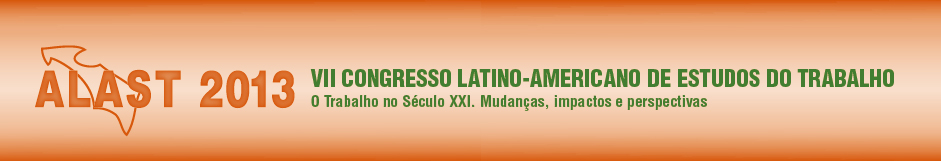 ALAST 2013
VII CONGRESSO LATINO-AMERICANO DE ESTUDOS DO TRABALHO
O Trabalho no Século XXI. Mudanças, impactos e perspectivas